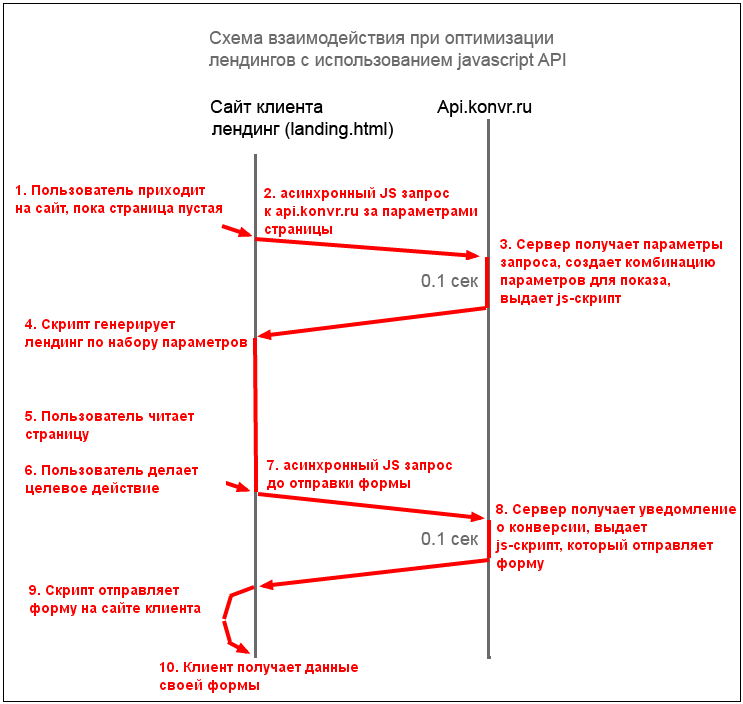 Схема взаимодействия при оптимизации
лендингов с использованием javascript API
Сайт клиента
лендинг (landing.html)
Api.konvr.ru
1. Пользователь приходит
на сайт, пока страница пустая
2. асинхронный JS запрос
к api.konvr.ru за параметрами
страницы
3. Сервер получает параметры
запроса, создает комбинацию
параметров для показа,
выдает js-скрипт
0.1 сек
4. Скрипт генерирует
лендинг по набору параметров
5. Пользователь читает
страницу
6. Пользователь делает
целевое действие
7. асинхронный JS запрос
до отправки формы
8. Сервер получает уведомление
о конверсии, выдает
js-скрипт, который отправляет
форму
0.1 сек
9. Скрипт отправляет
форму на сайте клиента
10. Клиент получает данные
своей формы